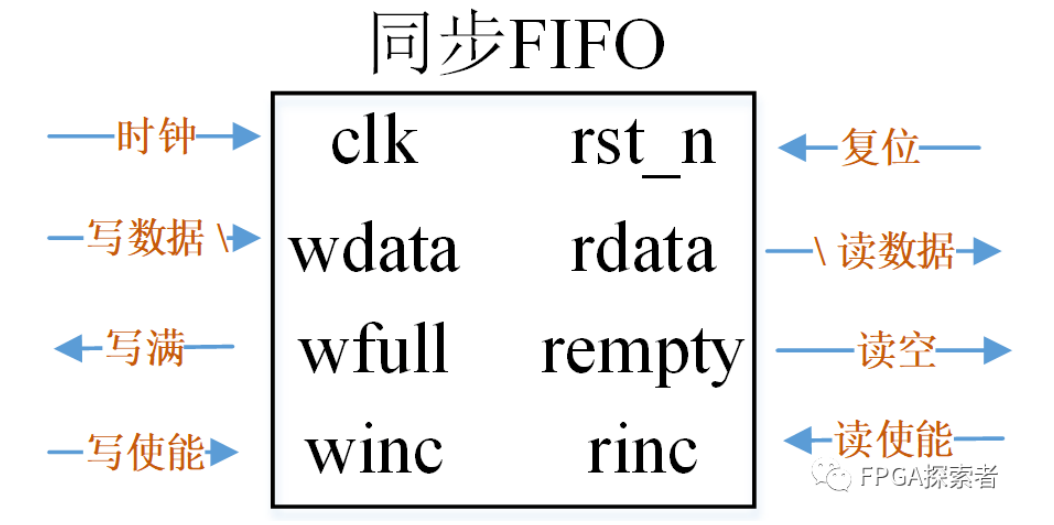 同步FIFO
时钟 clk rst_n 复位
写数据 \ wdata rdata \ 读数据
写满 wfull rempty 读空
写使能 winc rinc 读使能
FPGA探索者